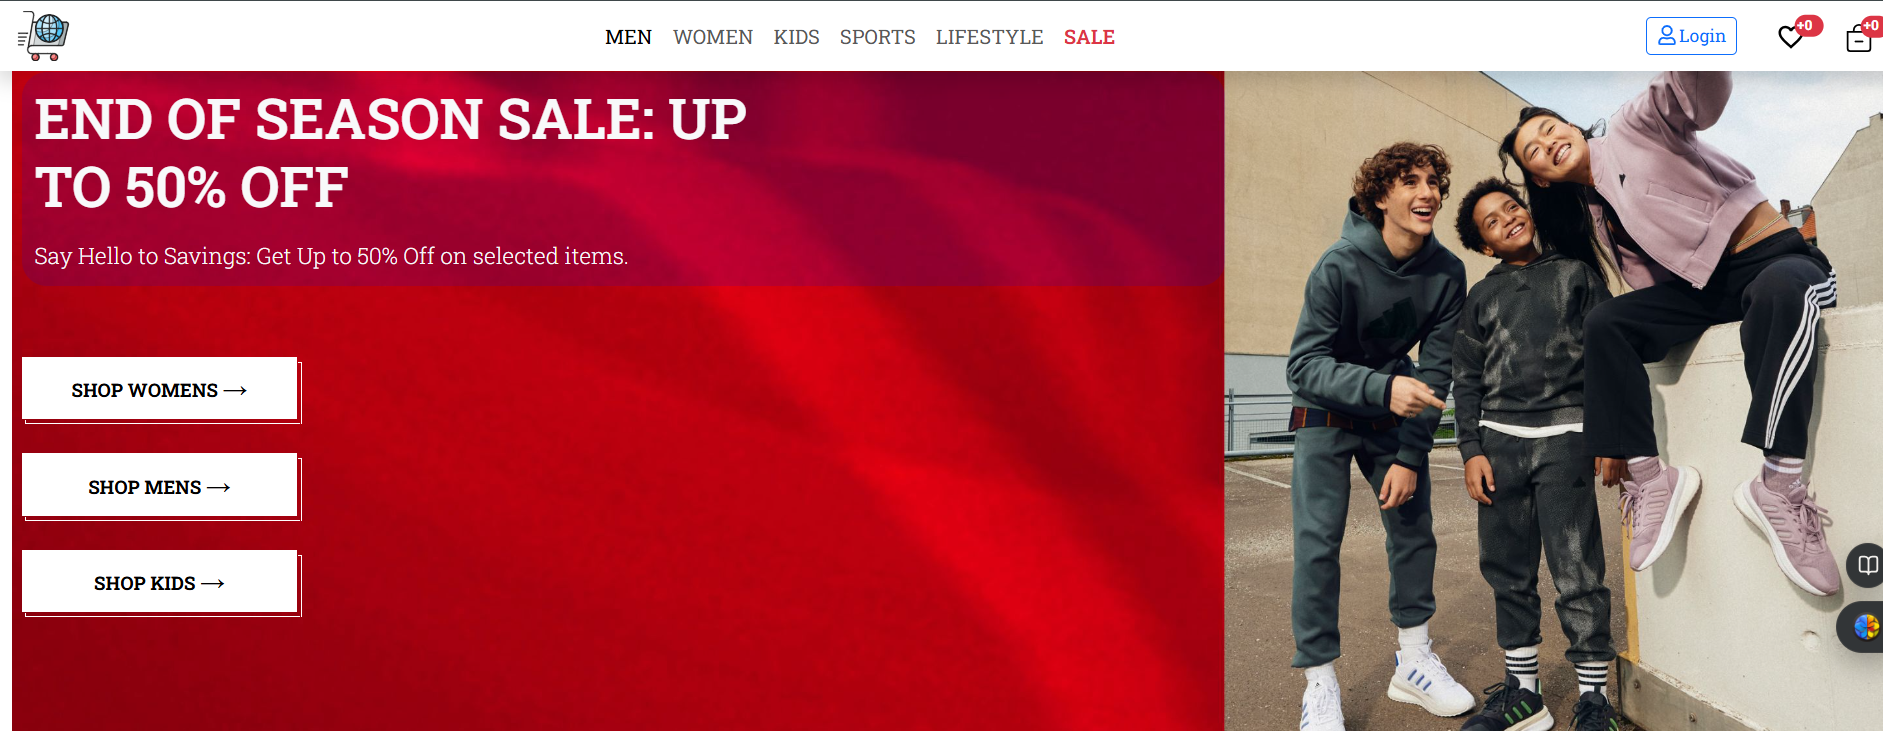 MEN WOMEN KIDS SPORTS LIFESTYLE SALE Login +0 +0
END OF SEASON SALE: UP
TO 50% OFF
Say Hello to Savings: Get Up to 50% Off on selected items.
SHOP WOMENS →
SHOP MENS →
SHOP KIDS →